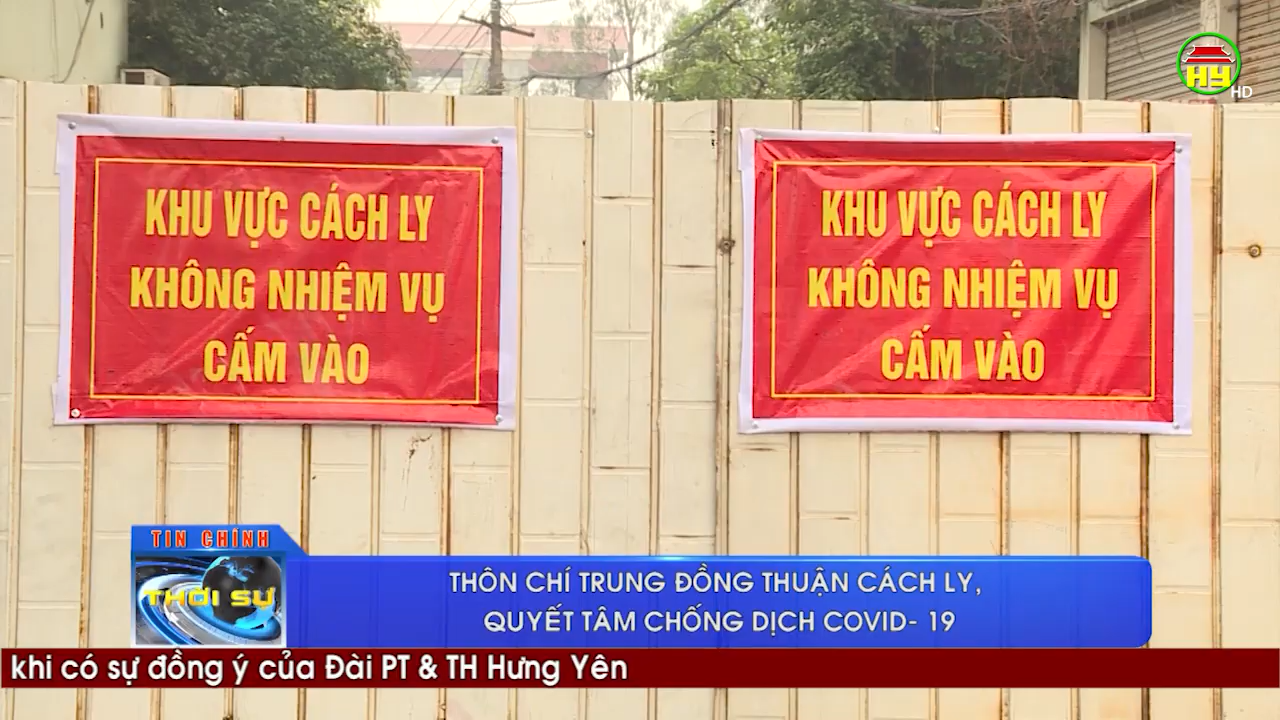 HY HD
KHU VỰC CÁCH LY
KHÔNG NHIỆM VỤ
CẤM VÀO
KHU VỰC CÁCH LY
KHÔNG NHIỆM VỤ
CẤM VÀO
TIN CHÍNH
THỜI SỰ
THÔN CHÍ TRUNG ĐỒNG THUẬN CÁCH LY,
QUYẾT TÂM CHỐNG DỊCH COVID- 19
khi có sự đồng ý của Đài PT & TH Hưng Yên